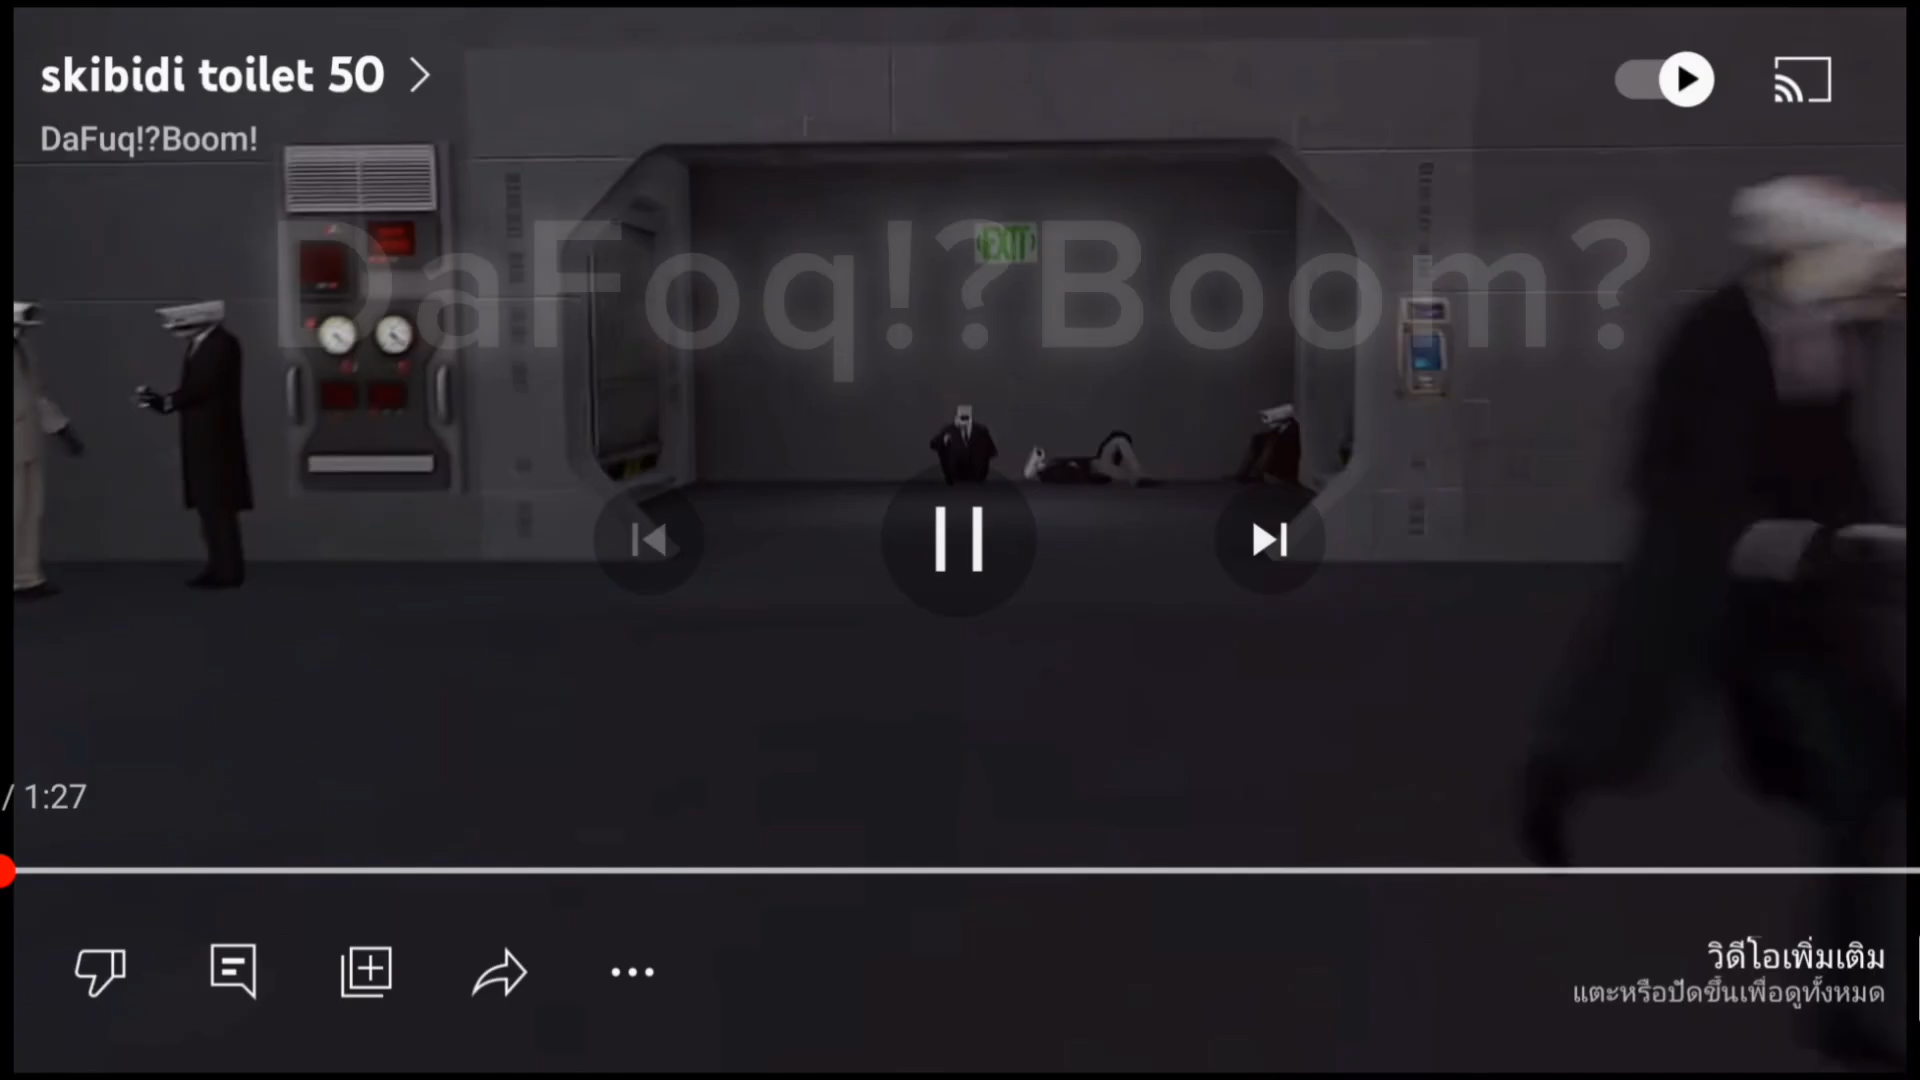 skibidi toilet 50
DaFuq!?Boom!
DaFoq!?Boom?
EXIT
/ 1:27
วิดีโอเพิ่มเติม
แตะหรือปัดขึ้นเพื่อดูทั้งหมด